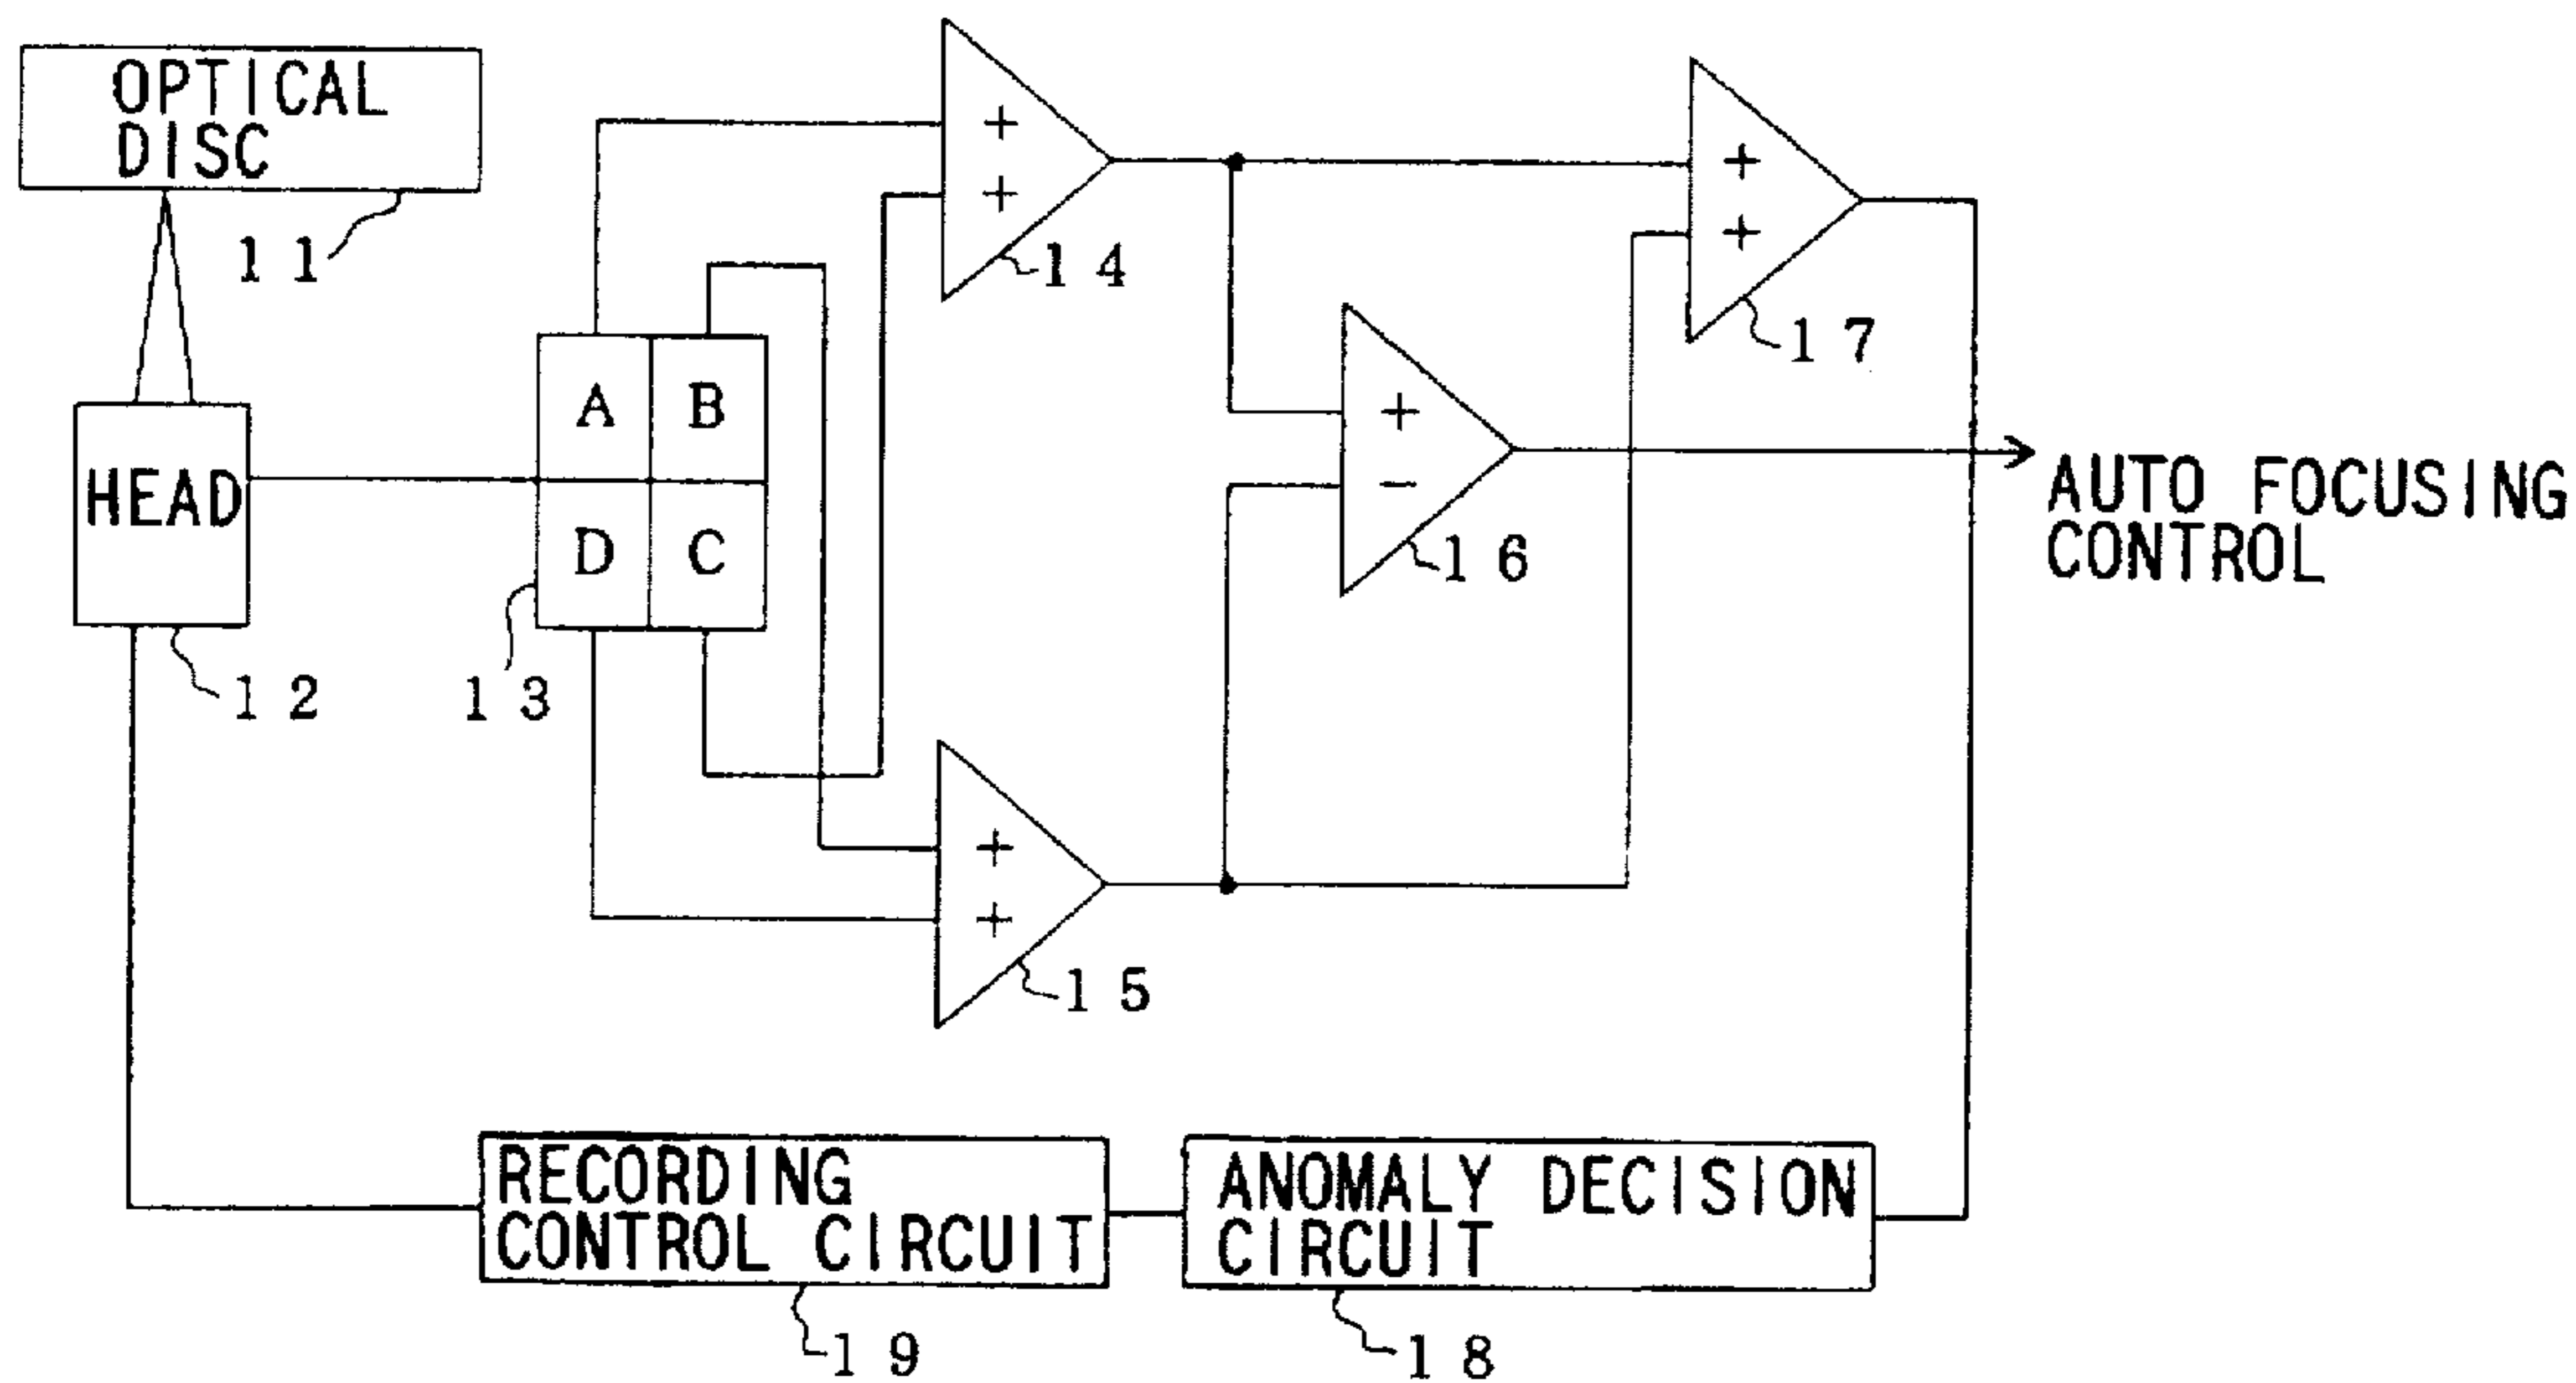 OPTICAL
DISC
11
HEAD
12
A
B
D
C
13
+
+
14
+
+
15
+
−
16
+
+
17
AUTO FOCUSING
CONTROL
RECORDING
CONTROL CIRCUIT
19
ANOMALY DECISION
CIRCUIT
18